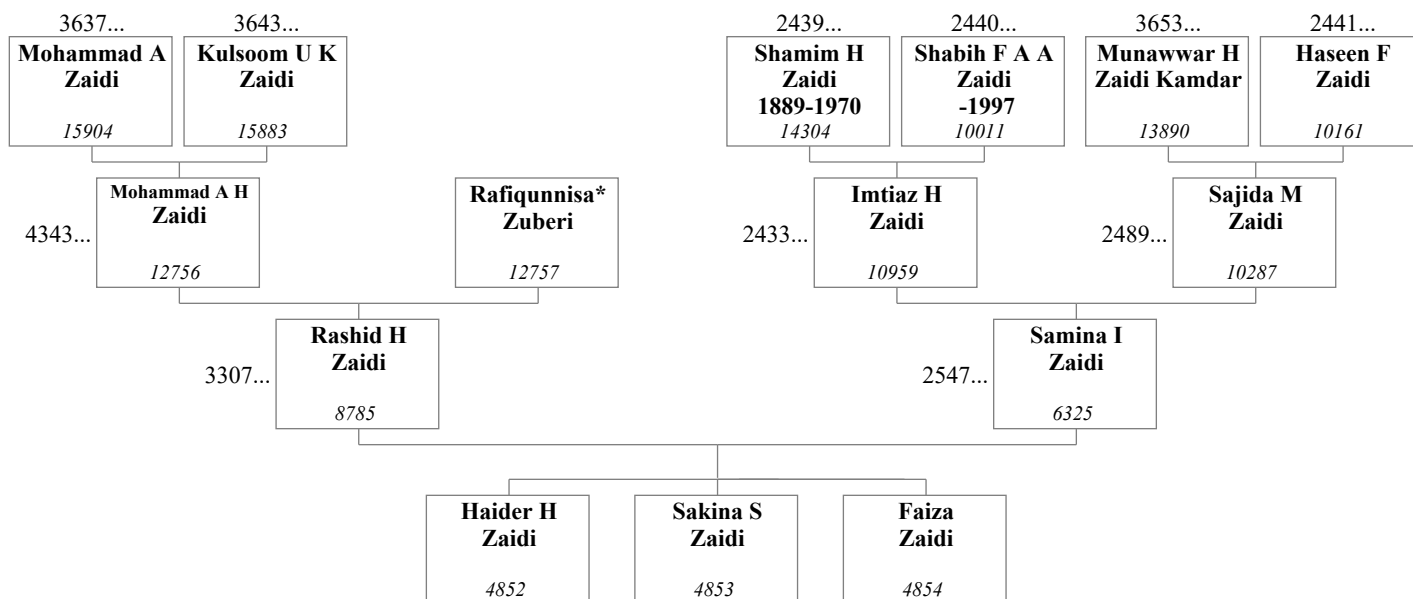 3637...
3643...
2439...
2440...
3653...
2441...
Mohammad A
Zaidi
15904
Kulsoom U K
Zaidi
15883
Shamim H
Zaidi
1889-1970
14304
Shabih F A A
Zaidi
-1997
10011
Munawwar H
Zaidi Kamdar
13890
Haseen F
Zaidi
10161
4343...
Mohammad A H
Zaidi
12756
Rafiqunnisa*
Zuberi
12757
2433...
Imtiaz H
Zaidi
10959
2489...
Sajida M
Zaidi
10287
3307...
Rashid H
Zaidi
8785
2547...
Samina I
Zaidi
6325
Haider H
Zaidi
4852
Sakina S
Zaidi
4853
Faiza
Zaidi
4854